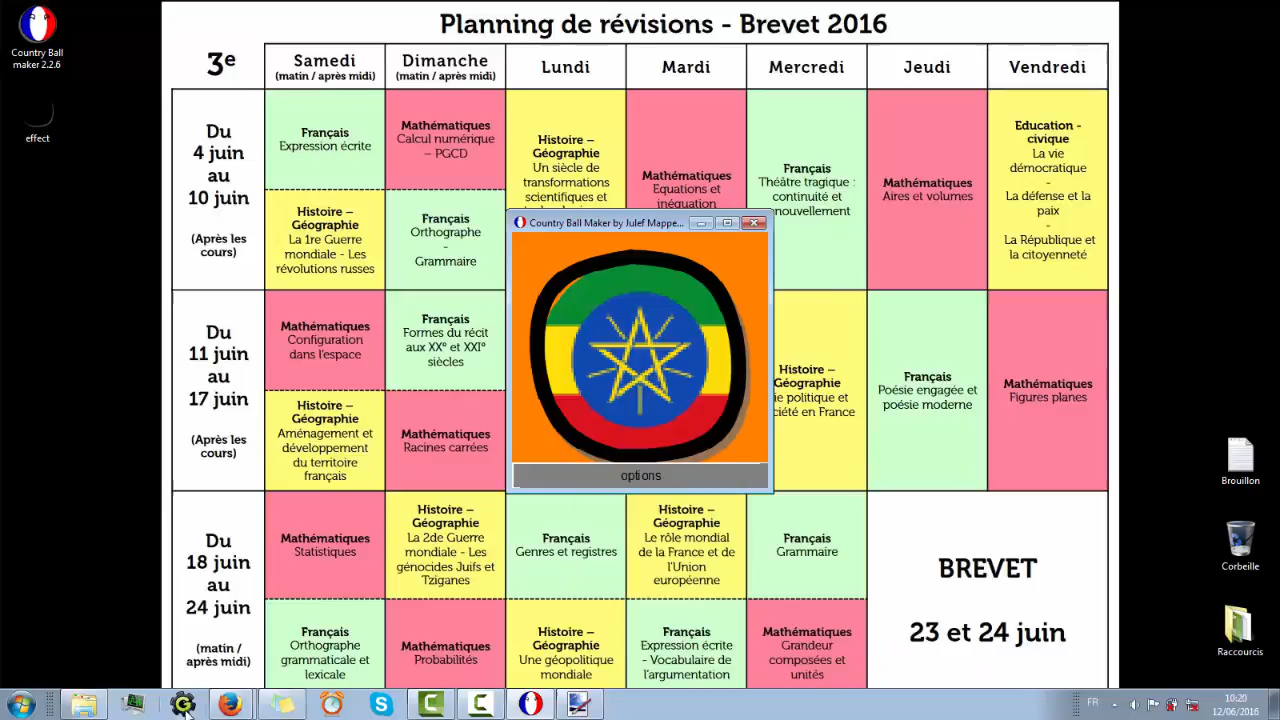 Planning de révisions - Brevet 2016
3e
Samedi
(matin / après midi)
Dimanche
(matin / après midi)
Lundi
Mardi
Mercredi
Jeudi
Vendredi
Du
4 juin
au
10 juin
(Après les
cours)
Français
Expression écrite
Histoire –
Géographie
La 1re Guerre
mondiale - Les
révolutions russes
Mathématiques
Calcul numérique
– PGCD
Français
Orthographe
-
Grammaire
Histoire –
Géographie
Un siècle de
transformations
scientifiques et
Mathématiques
Equations et
inéquation
Français
Théâtre tragique :
continuité et
Mathématiques
Aires et volumes
Education -
civique
La vie
démocratique
-
La défense et la
paix
-
La République et
la citoyenneté
Du
11 juin
au
17 juin
(Après les
cours)
Mathématiques
Configuration
dans l'espace
Histoire –
Géographie
Aménagement et
développement
du territoire
français
Français
Formes du récit
aux XX° et XXI°
siècles
Mathématiques
Racines carrées
Histoire –
Géographie
politique et
en France
Français
Poésie engagée et
poésie moderne
Mathématiques
Figures planes
Du
18 juin
au
24 juin
(matin /
après midi)
Mathématiques
Statistiques
Français
Orthographe
grammaticale et
lexicale
Histoire –
Géographie
La 2de Guerre
mondiale - Les
génocides Juifs et
Tziganes
Mathématiques
Probabilités
Français
Genres et registres
Histoire –
Géographie
Une géopolitique
mondiale
Histoire –
Géographie
Le rôle mondial
de la France et de
l'Union
européenne
Français
Expression écrite
- Vocabulaire de
l'argumentation
Français
Grammaire
Mathématiques
Grandeur
composées et
unités
BREVET
23 et 24 juin
Country Ball Maker by Julef Mappe...
options
Country Ball
maker 2.2.6
effect
Brouillon
Corbeille
Raccourcis
FR
10:20
12/06/2016